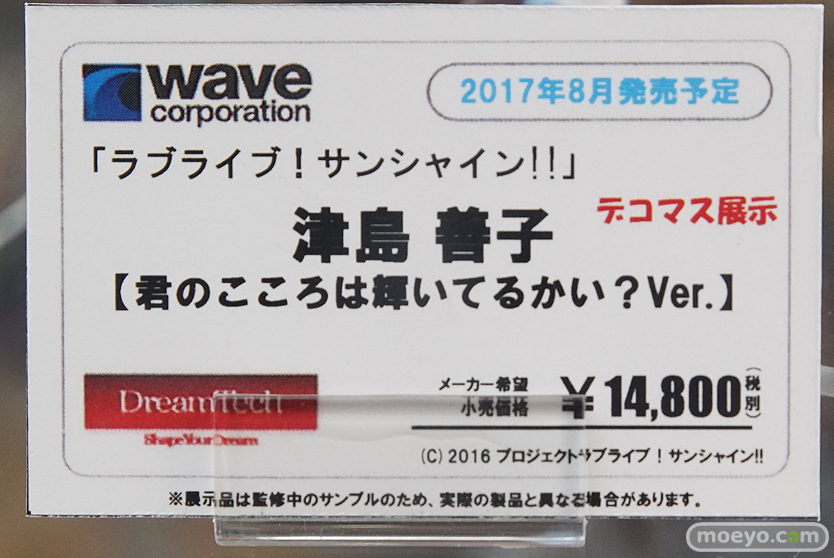 wave
corporation
2017年8月発売予定
「ラブライブ！サンシャイン!!」
デコマス展示
津島 善子
【君のこころは輝いてるかい？Ver.】
DreamTech
Shape Your Dream
メーカー希望
小売価格
￥14,800
(税別)
(C) 2016 プロジェクトラブライブ！サンシャイン!!
※展示品は監修中のサンプルのため、実際の製品と異なる場合があります。
moeyo.com